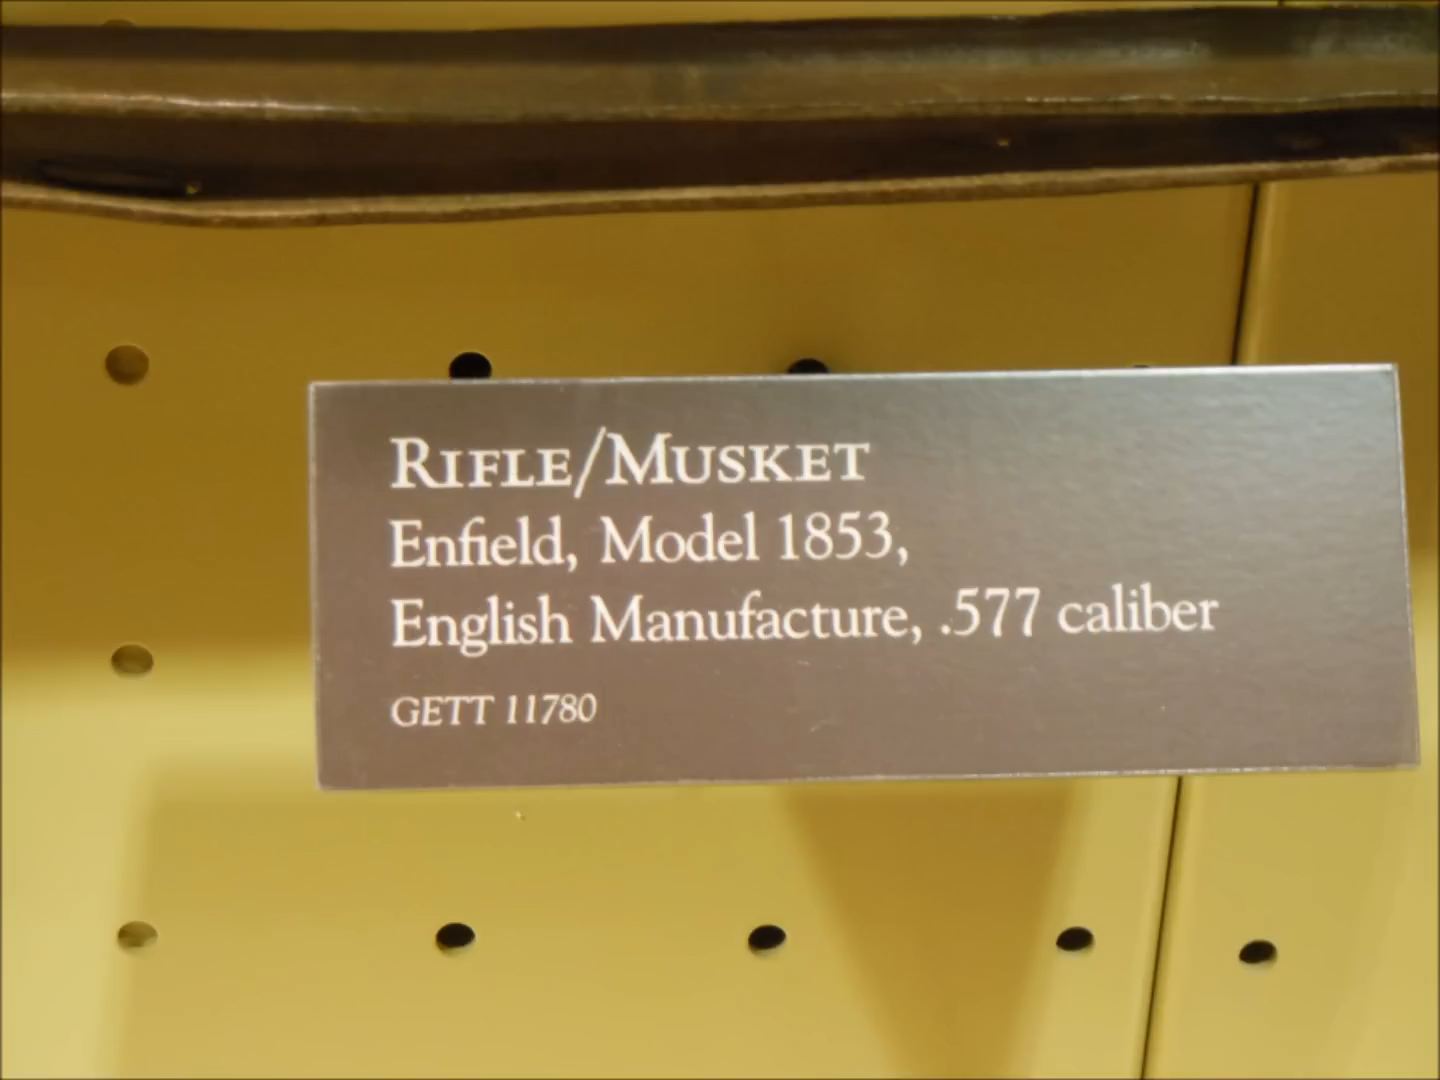 RIFLE/MUSKET
Enfield, Model 1853,
English Manufacture, .577 caliber
GETT 11780